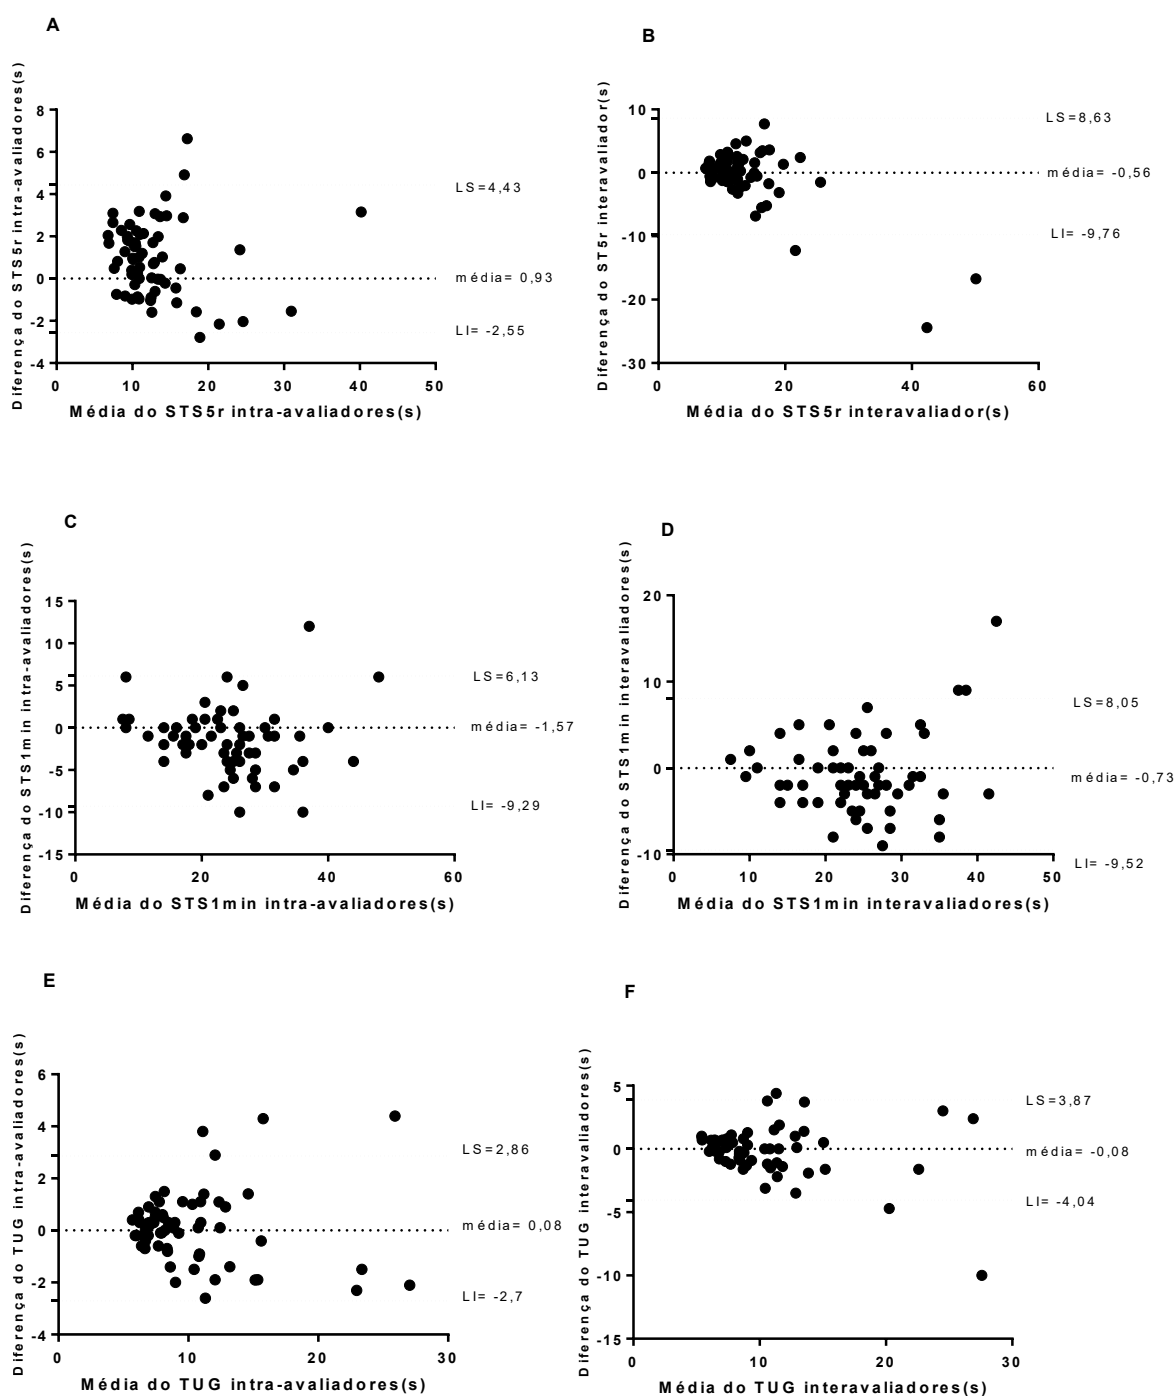 A
Diferença do STS5r intra-avaliadores(s)
8
6
4
2
0
-2
-4
0 10 20 30 40 50
Média do STS5r intra-avaliadores(s)
LS=4,43
média= 0,93
LI= -2,55
B
Diferença do ST5r interavaliador(s)
10
0
-10
-20
-30
0 20 40 60
Média do STS5r interavaliador(s)
LS=8,63
média= -0,56
LI= -9,76
C
Diferença do STS1min intra-avaliadores(s)
15
10
5
0
-5
-10
-15
0 20 40 60
Média do STS1min intra-avaliadores(s)
LS=6,13
média= -1,57
LI= -9,29
D
Diferença do STS1min interavaliadores(s)
20
10
0
-10
0 10 20 30 40 50
Média do STS1min interavaliadores(s)
LS=8,05
média= -0,73
LI= -9,52
E
Diferença do TUG intra-avaliadores(s)
6
4
2
0
-2
-4
0 10 20 30
Média do TUG intra-avaliadores(s)
LS=2,86
média= 0,08
LI= -2,7
F
Diferença do TUG interavaliadores(s)
5
0
-5
-10
-15
0 10 20 30
Média do TUG interavaliadores(s)
LS=3,87
média= -0,08
LI= -4,04